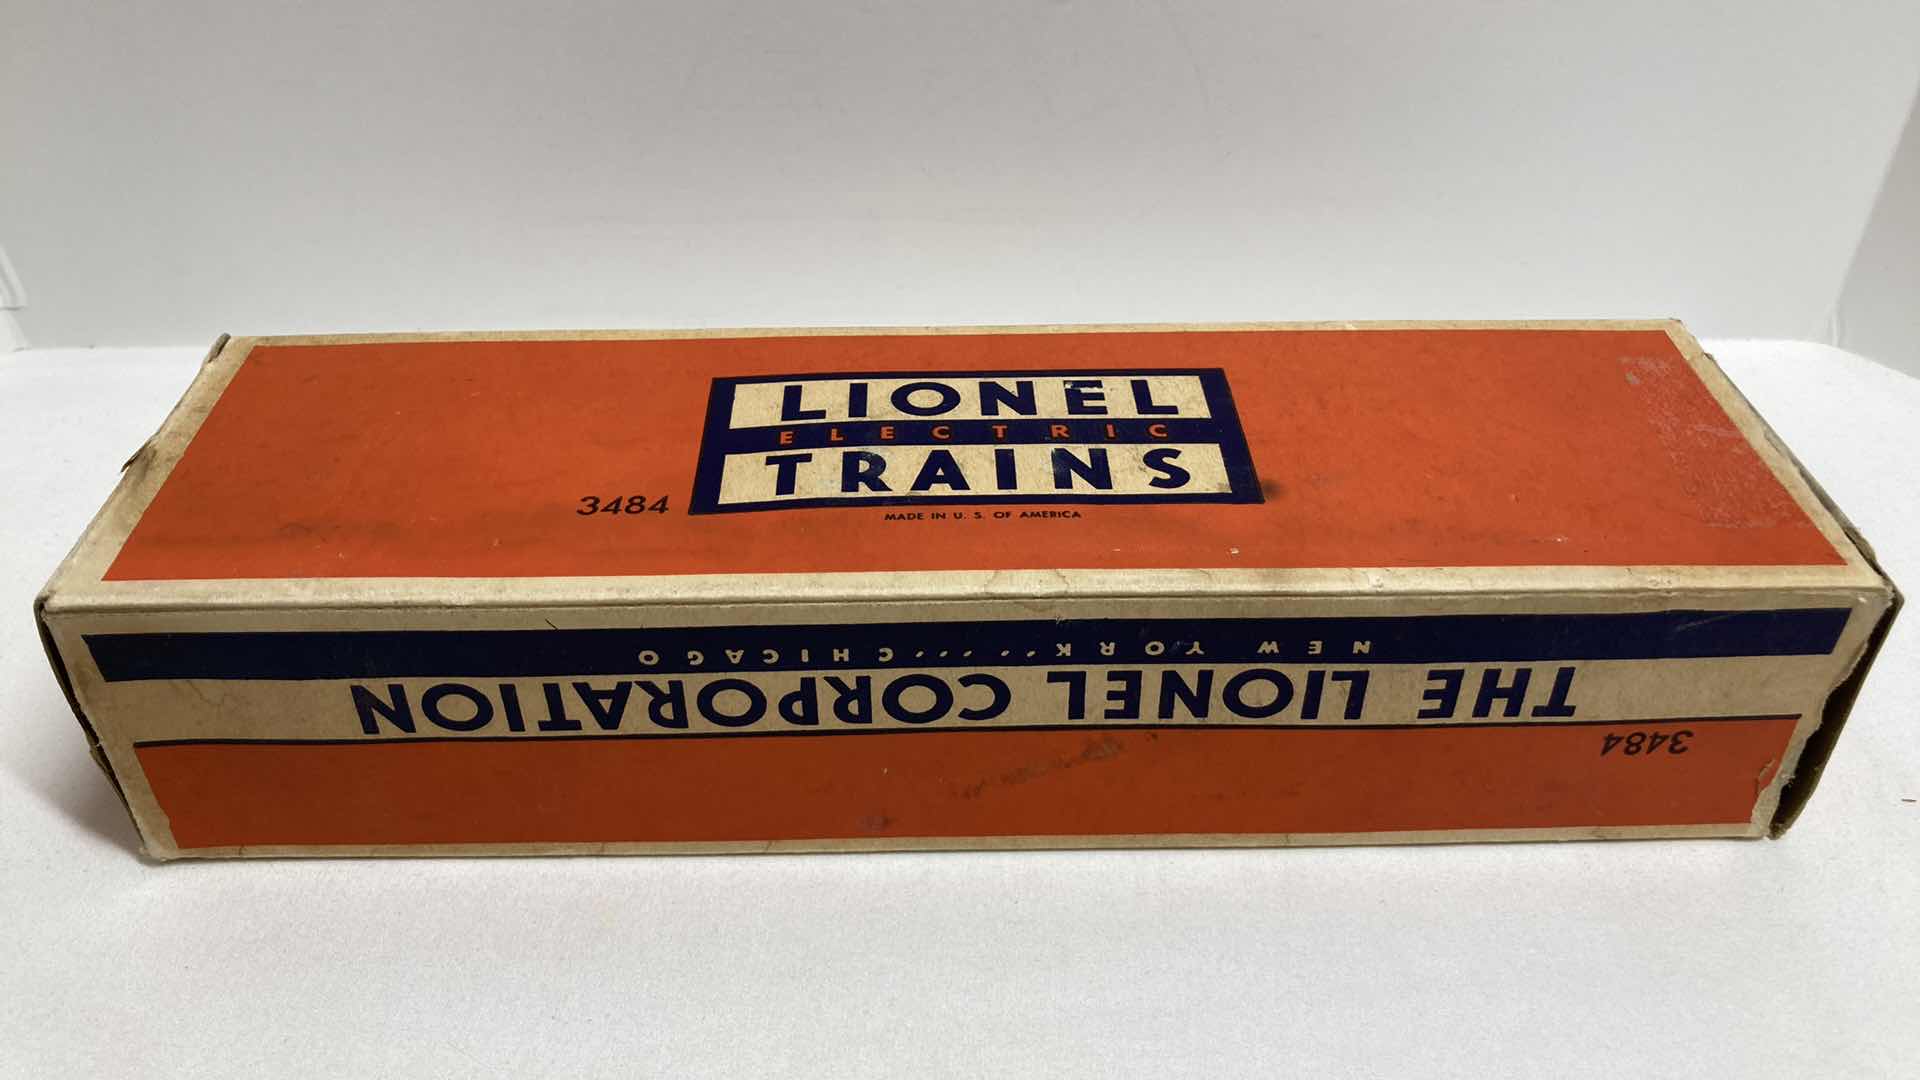 LIONEL
ELECTRIC
TRAINS
3484
MADE IN U. S. OF AMERICA
3484
THE LIONEL CORPORATION
NEW YORK.....CHICAGO